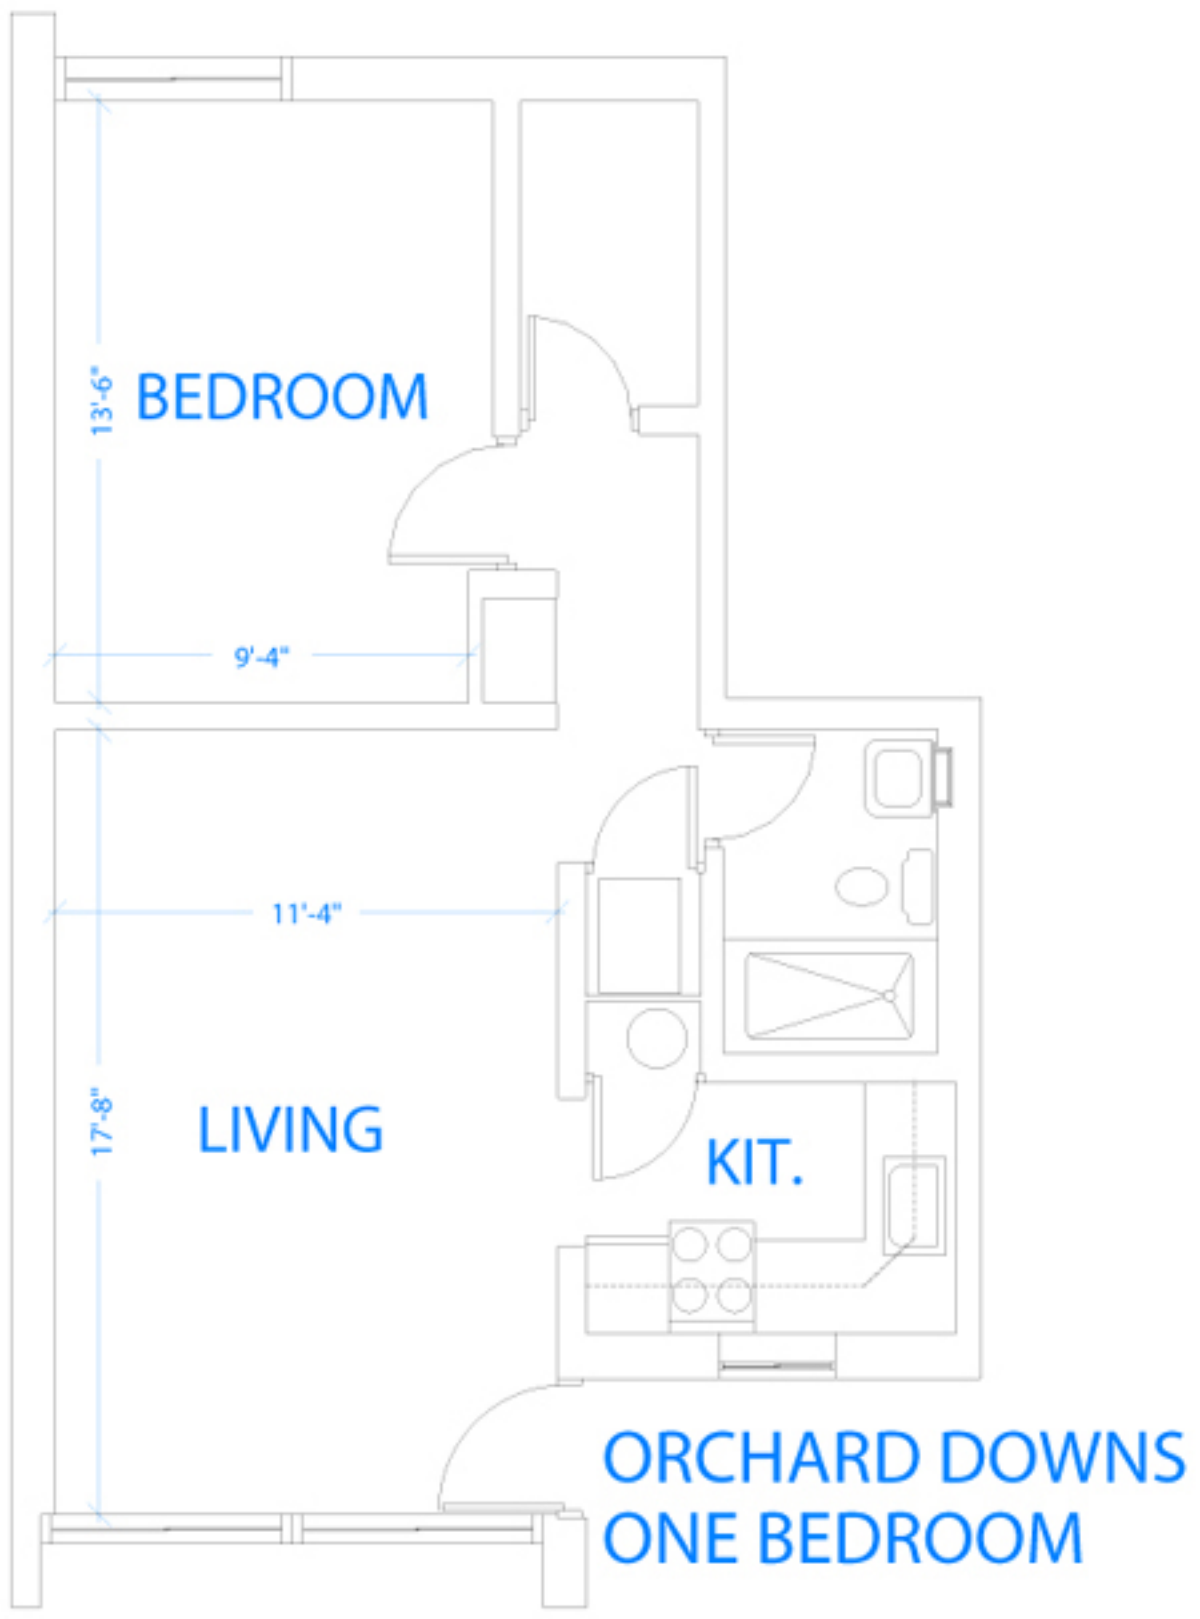 BEDROOM
13'-6"
9'-4"
11'-4"
17'-8"
LIVING
KIT.
ORCHARD DOWNS
ONE BEDROOM